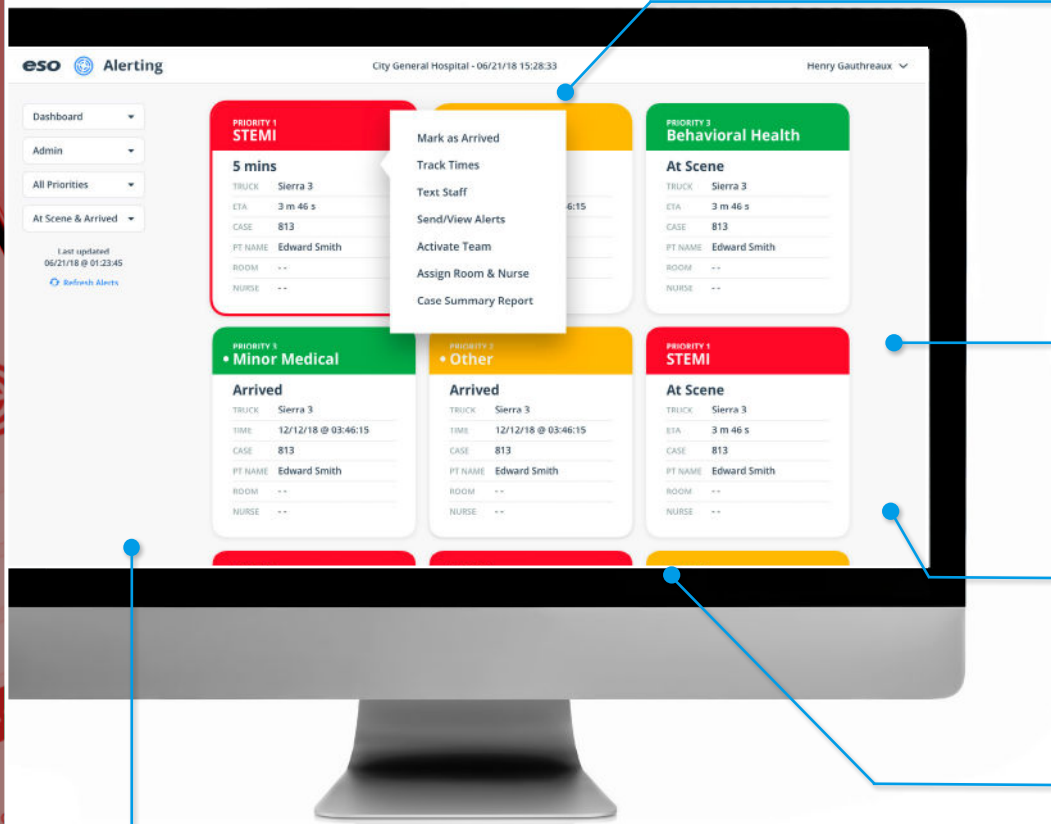 eso Alerting
City General Hospital - 06/21/18 15:28:33
Henry Gauthreaux
Dashboard
Admin
All Priorities
At Scene & Arrived
Last updated
06/21/18 @ 01:23:45
Refresh Alerts
PRIORITY 1
STEMI
5 mins
TRUCK Sierra 3
ETA 3 m 46 s
CASE 813
PT NAME Edward Smith
ROOM --
NURSE --
Mark as Arrived
Track Times
Text Staff
Send/View Alerts
Activate Team
Assign Room & Nurse
Case Summary Report
6:15
PRIORITY 3
Behavioral Health
At Scene
TRUCK Sierra 3
ETA 3 m 46 s
CASE 813
PT NAME Edward Smith
ROOM --
NURSE --
PRIORITY 3
• Minor Medical
Arrived
TRUCK Sierra 3
TIME 12/12/18 @ 03:46:15
CASE 813
PT NAME Edward Smith
ROOM --
NURSE --
PRIORITY 2
• Other
Arrived
TRUCK Sierra 3
TIME 12/12/18 @ 03:46:15
CASE 813
PT NAME Edward Smith
ROOM --
NURSE --
PRIORITY 1
STEMI
At Scene
TRUCK Sierra 3
ETA 3 m 46 s
CASE 813
PT NAME Edward Smith
ROOM --
NURSE --